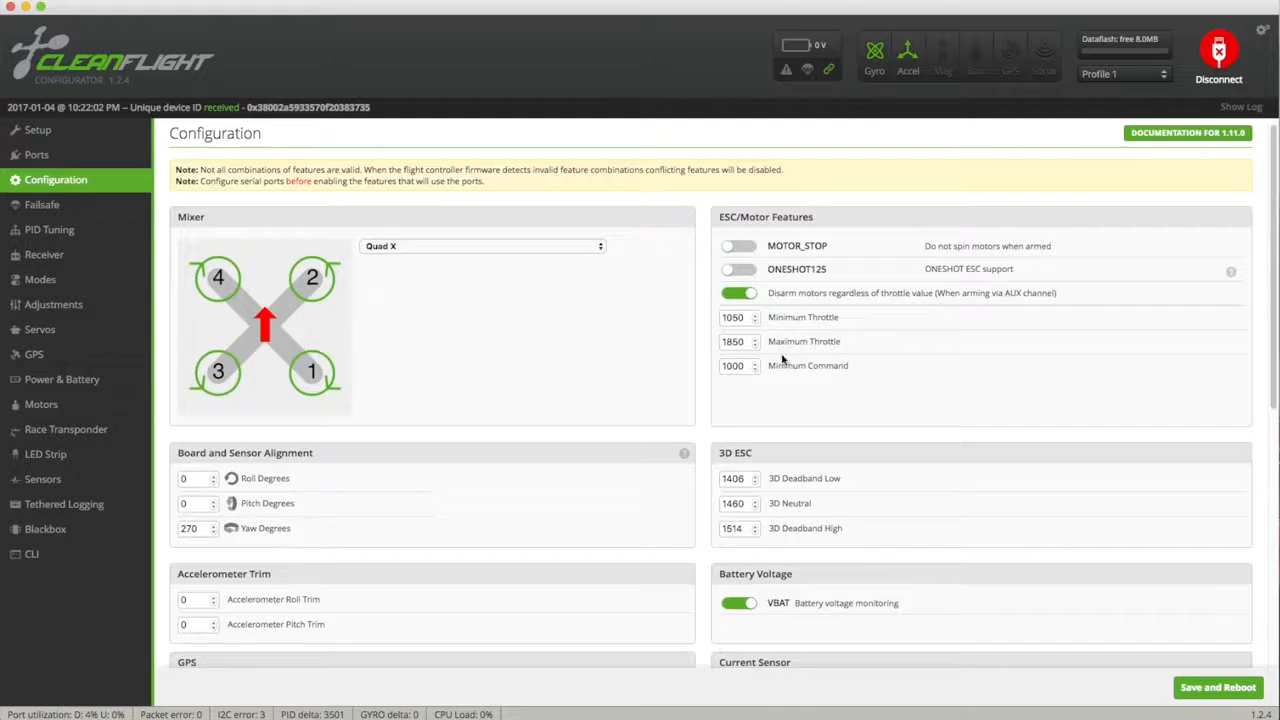 CLEANFLIGHT
CONFIGURATOR 1.2.4
0 V
Gyro
Accel
Mag
Baro
GPS
Sonar
Dataflash: free 8.0MB
Profile 1
Disconnect
2017-01-04 @ 10:22:02 PM -- Unique device ID received - 0x38002a5933570f20383735
Show Log
Setup
Ports
Configuration
Failsafe
PID Tuning
Receiver
Modes
Adjustments
Servos
GPS
Power & Battery
Motors
Race Transponder
LED Strip
Sensors
Tethered Logging
Blackbox
CLI
Configuration
DOCUMENTATION FOR 1.11.0
Note: Not all combinations of features are valid. When the flight controller firmware detects invalid feature combinations conflicting features will be disabled.
Note: Configure serial ports before enabling the features that will use the ports.
Mixer
Quad X
4
2
3
1
ESC/Motor Features
MOTOR_STOP Do not spin motors when armed
ONESHOT125 ONESHOT ESC support
Disarm motors regardless of throttle value (When arming via AUX channel)
1050 Minimum Throttle
1850 Maximum Throttle
1000 Minimum Command
Board and Sensor Alignment
0 Roll Degrees
0 Pitch Degrees
270 Yaw Degrees
3D ESC
1406 3D Deadband Low
1460 3D Neutral
1514 3D Deadband High
Accelerometer Trim
0 Accelerometer Roll Trim
0 Accelerometer Pitch Trim
Battery Voltage
VBAT Battery voltage monitoring
GPS
Current Sensor
Save and Reboot
Port utilization: D: 4% U: 0% Packet error: 0 I2C error: 3 PID delta: 3501 GYRO delta: 0 CPU Load: 0% 1.2.4